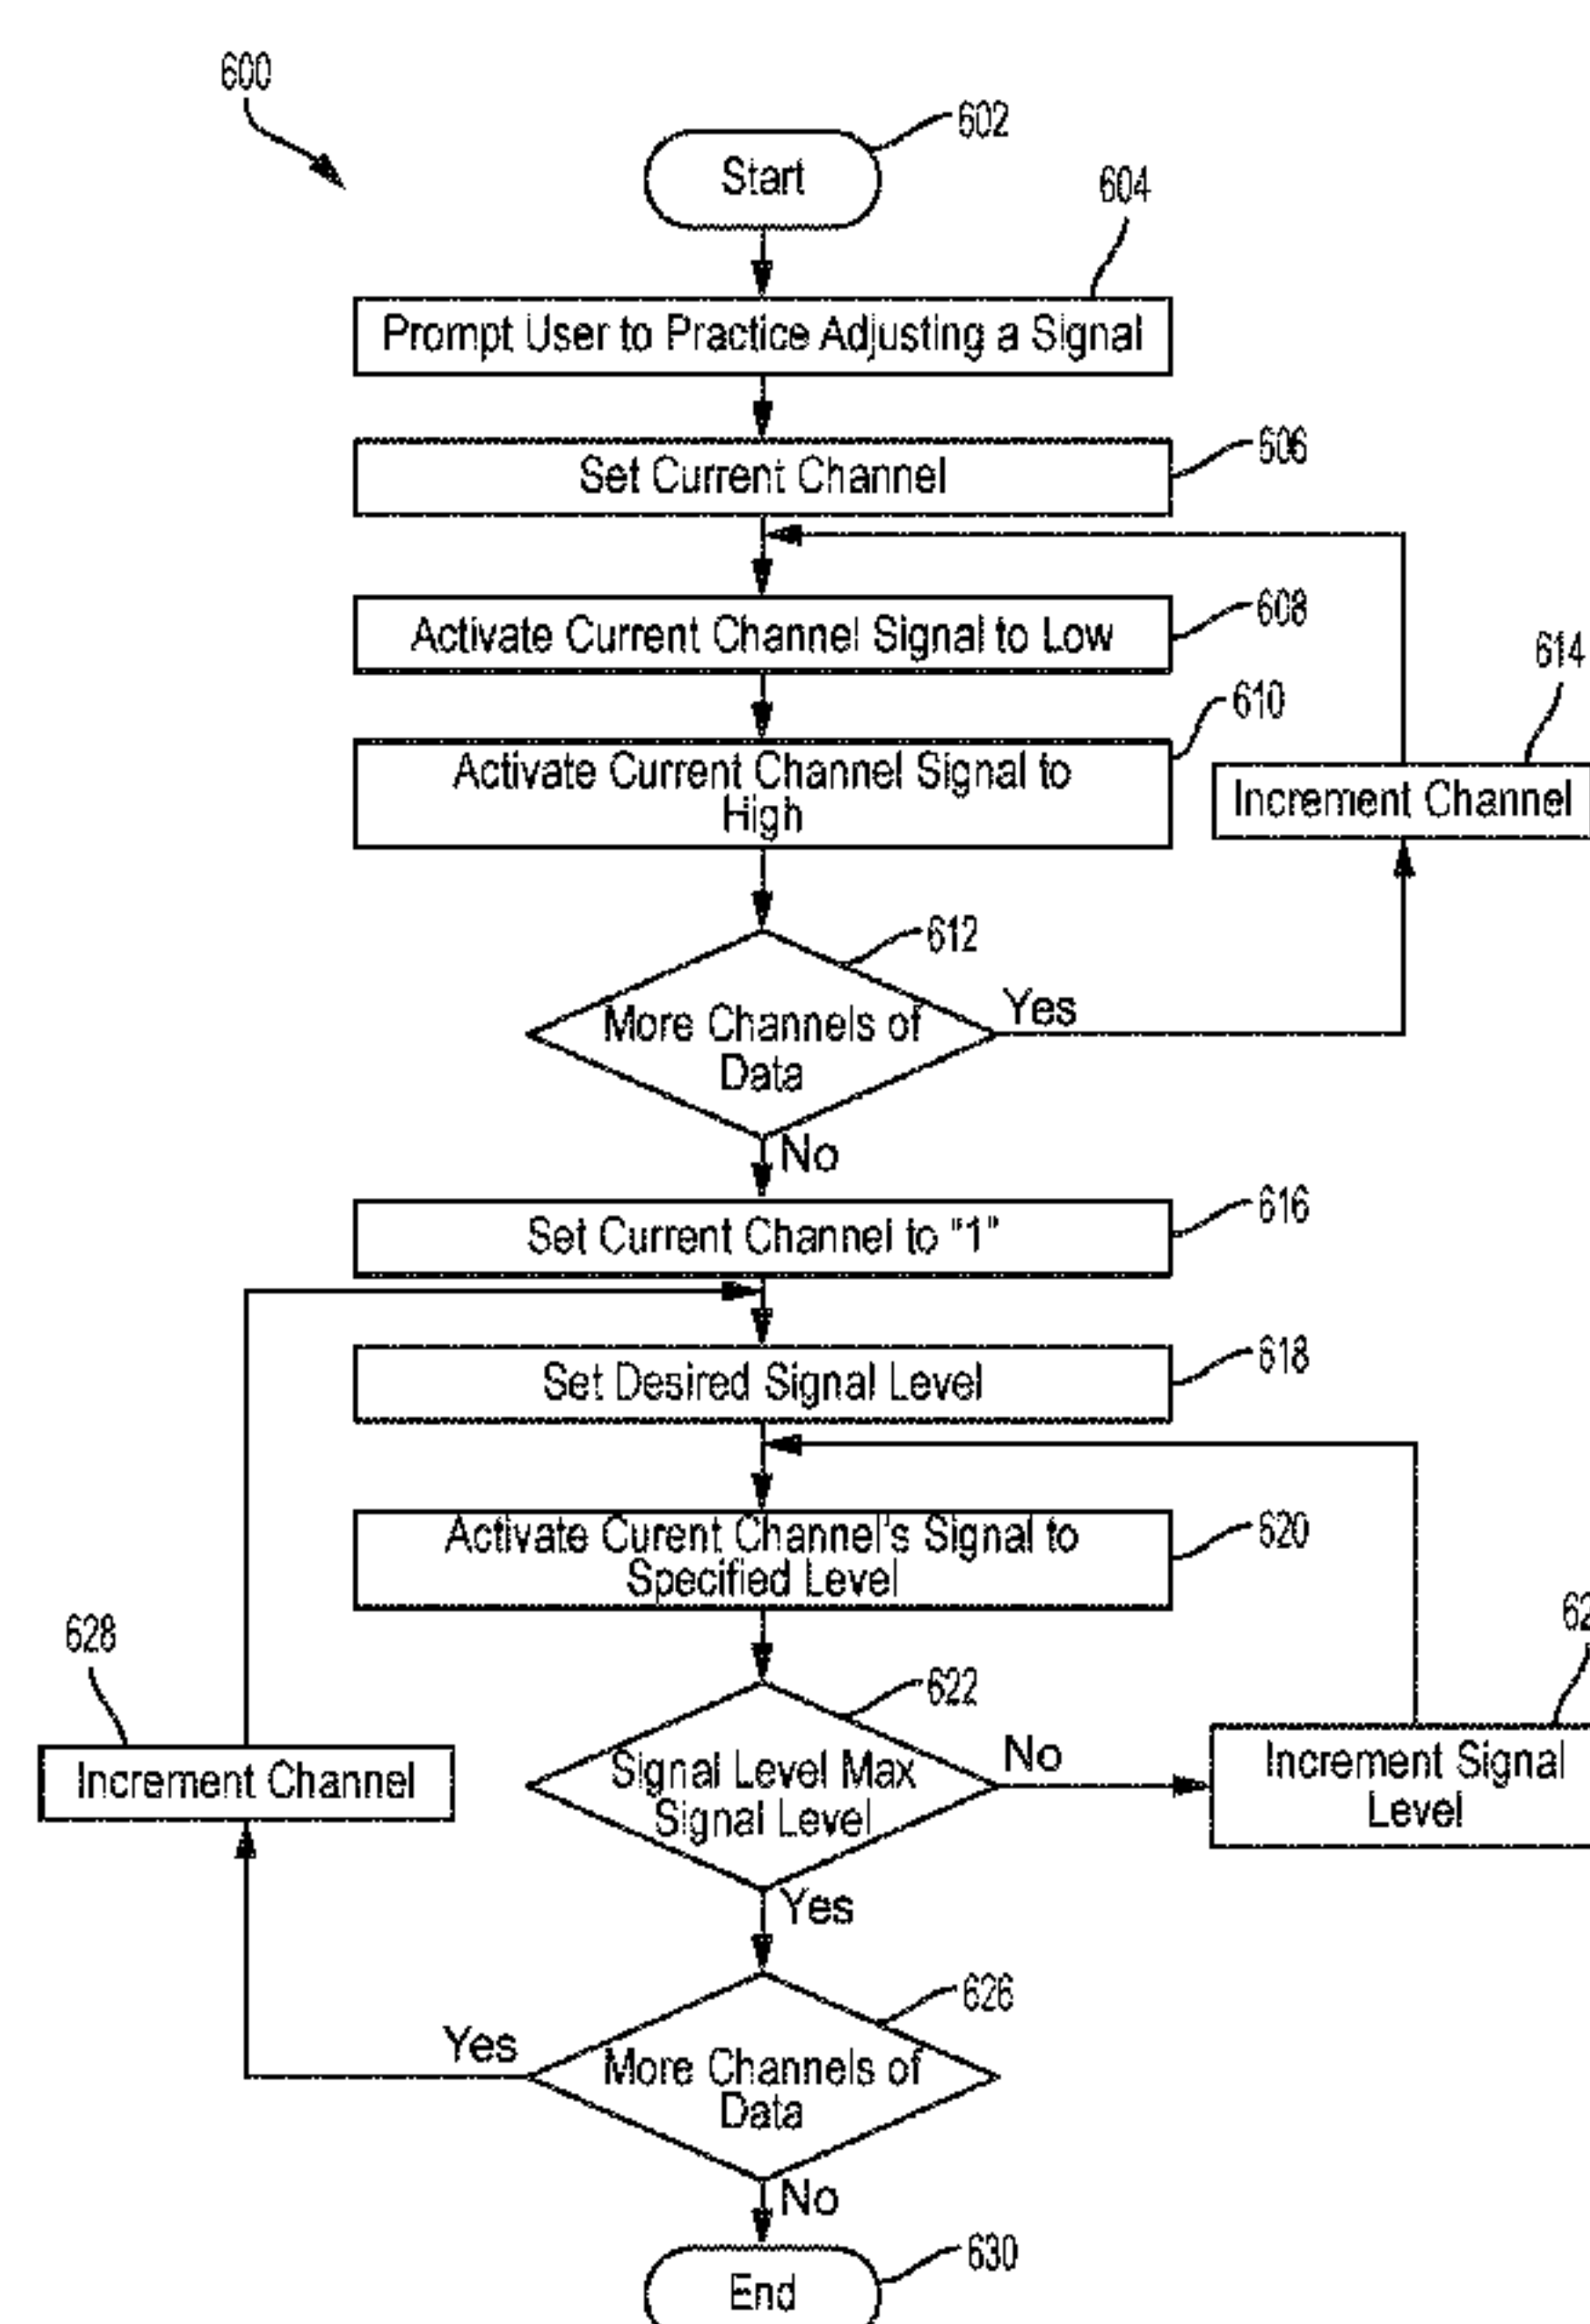 600
602
Start
604
Prompt User to Practice Adjusting a Signal
606
Set Current Channel
608
Activate Current Channel Signal to Low
614
610
Activate Current Channel Signal to
High
Increment Channel
612
More Channels of
Data
Yes
No
616
Set Current Channel to "1"
618
Set Desired Signal Level
620
Activate Curent Channel's Signal to
Specified Level
628
622
Increment Channel
Signal Level Max
Signal Level
No
Increment Signal
Level
Yes
626
Yes
More Channels of
Data
No
630
End